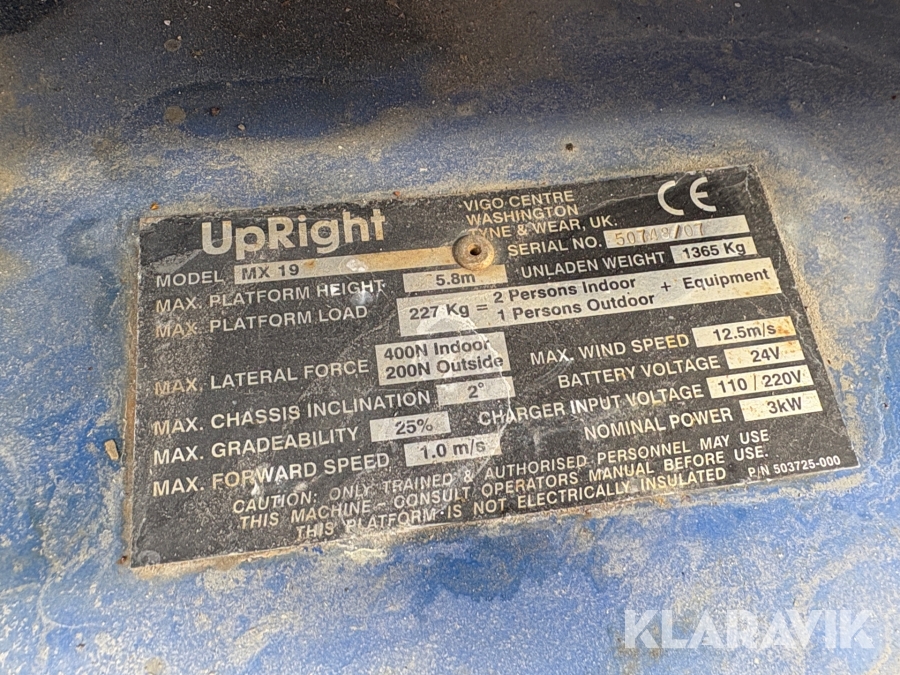 UpRight
VIGO CENTRE
WASHINGTON
TYNE & WEAR, UK.
CE
SERIAL NO.
MODEL MX 19
UNLADEN WEIGHT 1365 Kg
MAX. PLATFORM HEIGHT 5.8m
MAX. PLATFORM LOAD 227 Kg = 2 Persons Indoor + Equipment
1 Persons Outdoor
MAX. LATERAL FORCE 400N Indoor
200N Outside
MAX. CHASSIS INCLINATION 2°
MAX. GRADEABILITY 25%
MAX. FORWARD SPEED 1.0 m/s
MAX. WIND SPEED 12.5m/s
BATTERY VOLTAGE 24V
CHARGER INPUT VOLTAGE 110 / 220V
NOMINAL POWER 3kW
CAUTION: ONLY TRAINED & AUTHORISED PERSONNEL MAY USE
THIS MACHINE - CONSULT OPERATORS MANUAL BEFORE USE.
THIS PLATFORM IS NOT ELECTRICALLY INSULATED
P/N 503725-000
KLARAVIK